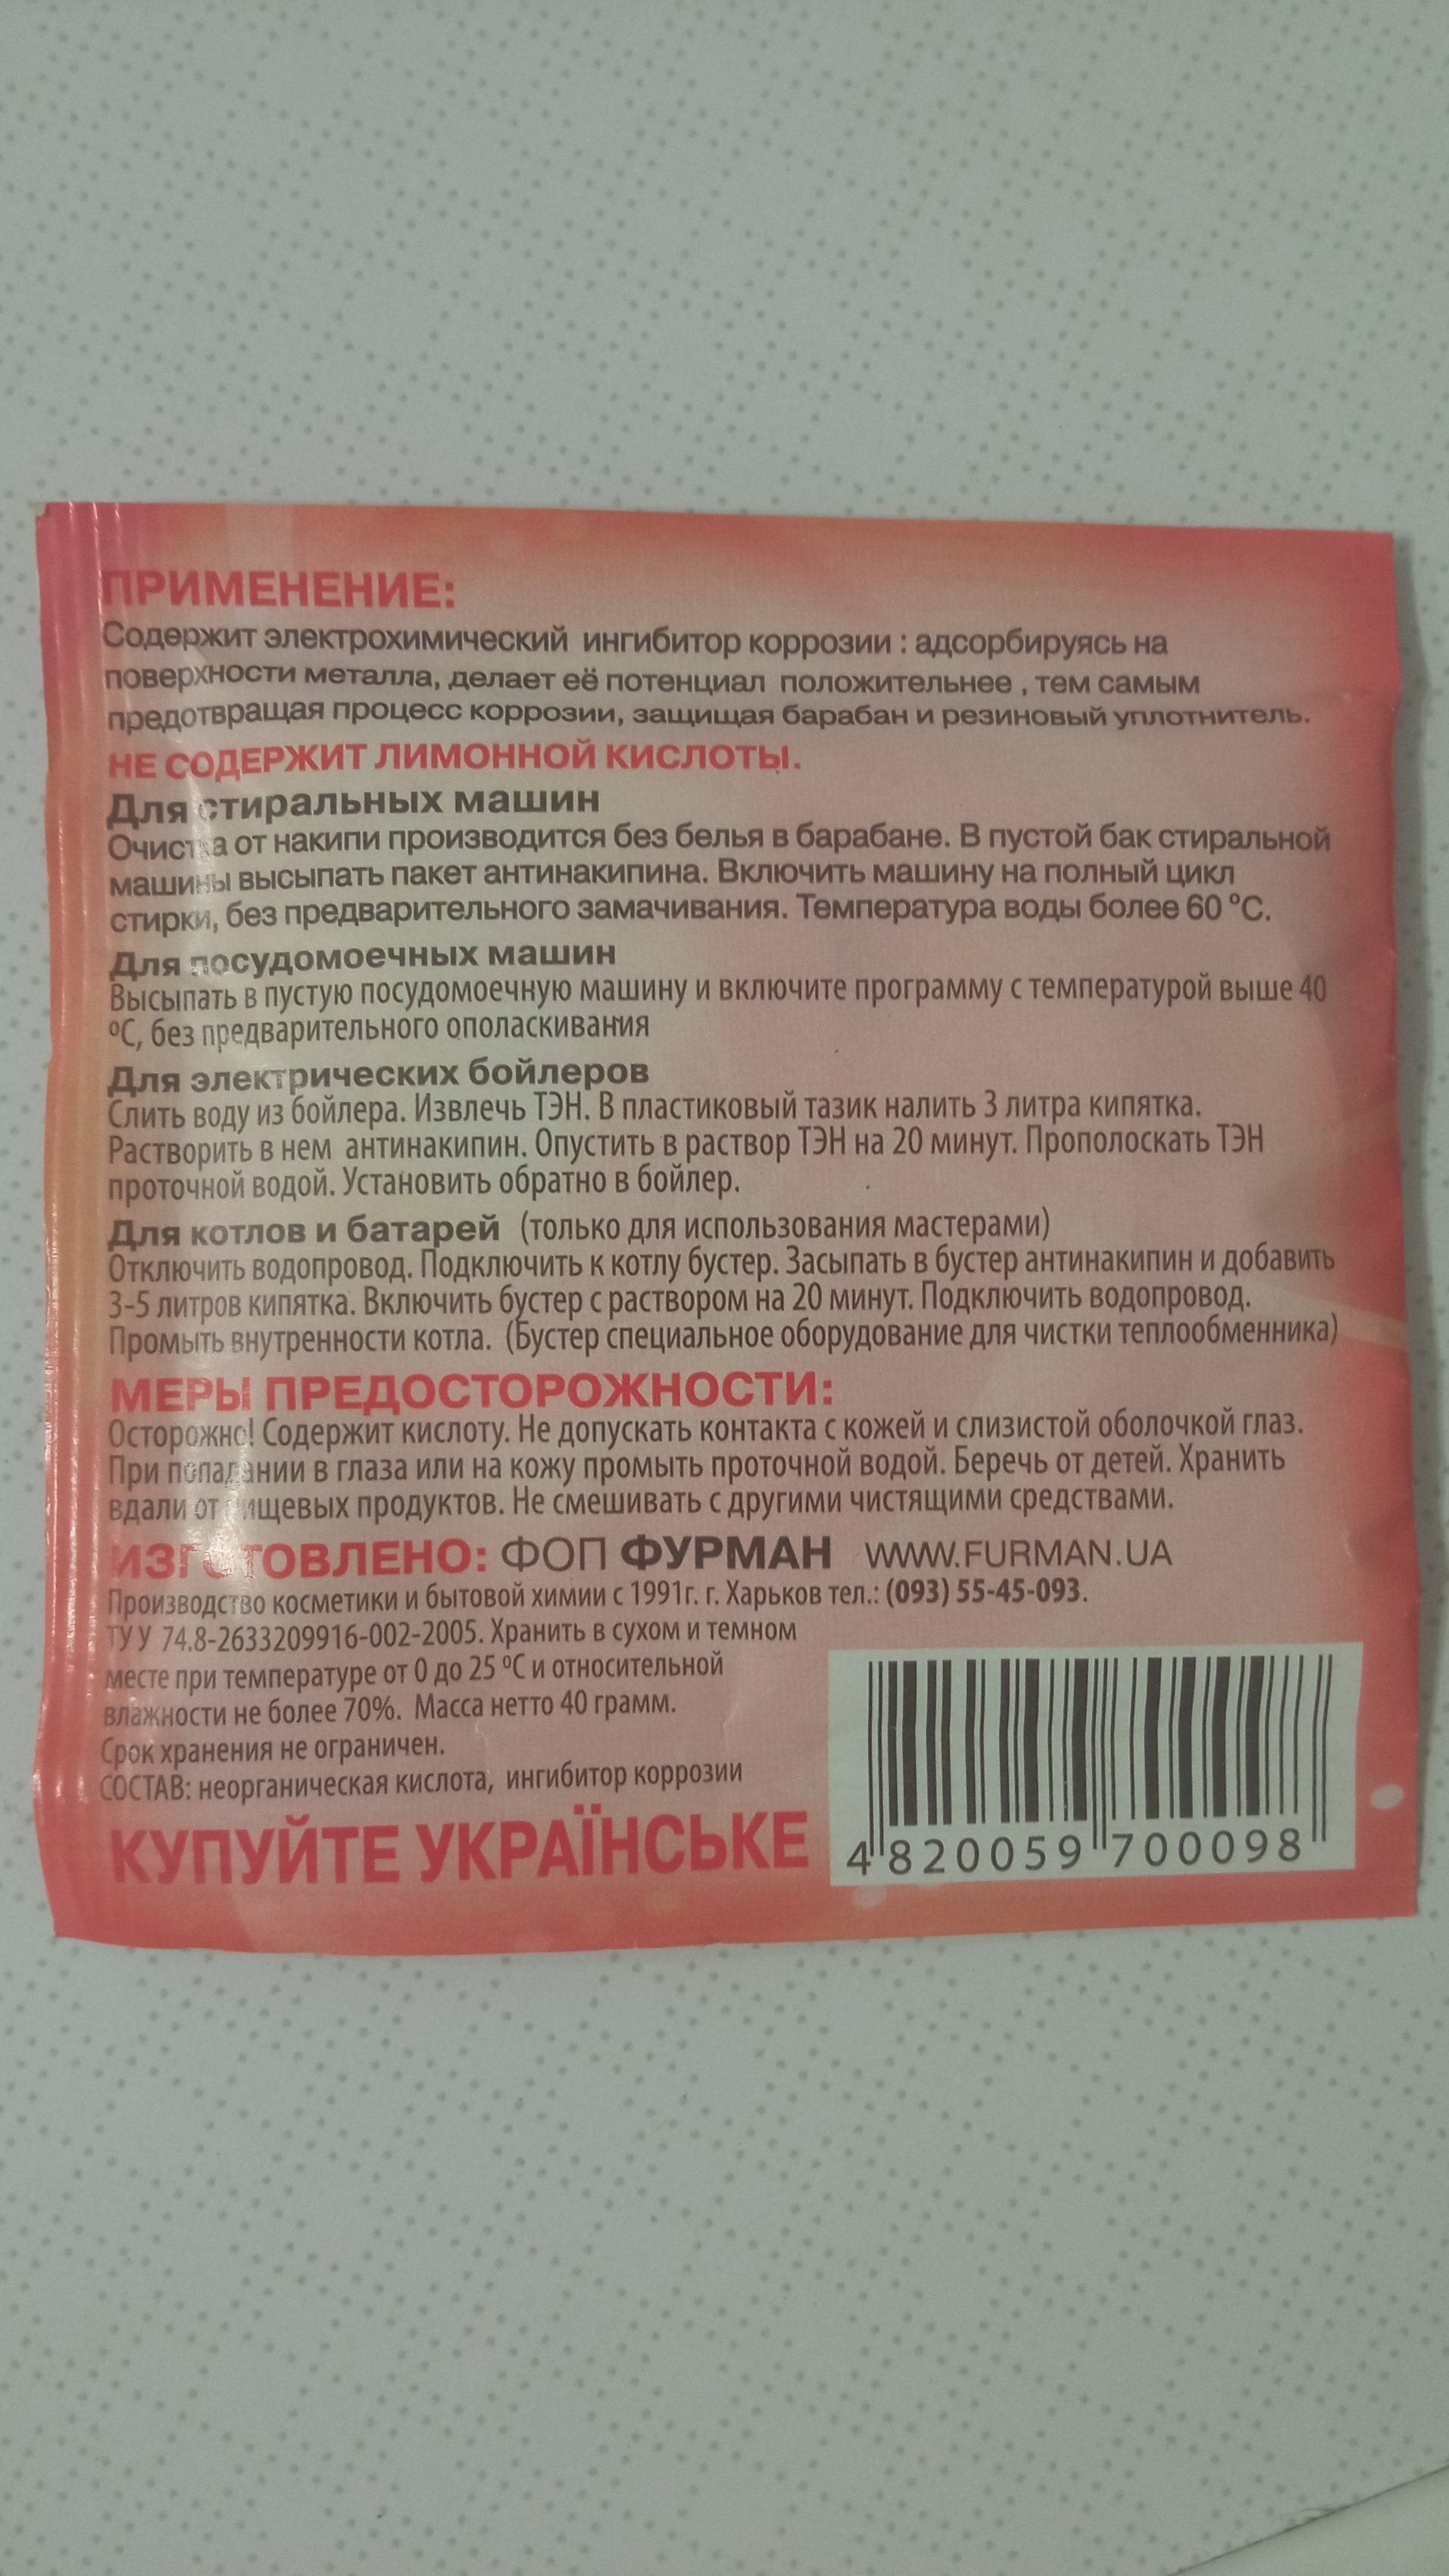 ПРИМЕНЕНИЕ:
Содержит электрохимический ингибитор коррозии : адсорбируясь на
поверхности металла, делает её потенциал положительнее , тем самым
предотвращая процесс коррозии, защищая барабан и резиновый уплотнитель.
НЕ СОДЕРЖИТ ЛИМОННОЙ КИСЛОТЫ.
Для стиральных машин
Очистка от накипи производится без белья в барабане. В пустой бак стиральной
машины высыпать пакет антинакипина. Включить машину на полный цикл
стирки, без предварительного замачивания. Температура воды более 60 °С.
Для посудомоечных машин
Высыпать в пустую посудомоечную машину и включите программу с температурой выше 40
°С, без предварительного ополаскивания
Для электрических бойлеров
Слить воду из бойлера. Извлечь ТЭН. В пластиковый тазик налить 3 литра кипятка.
Растворить в нем антинакипин. Опустить в раствор ТЭН на 20 минут. Прополоскать ТЭН
проточной водой. Установить обратно в бойлер.
Для котлов и батарей (только для использования мастерами)
Отключить водопровод. Подключить к котлу бустер. Засыпать в бустер антинакипин и добавить
3-5 литров кипятка. Включить бустер с раствором на 20 минут. Подключить водопровод.
Промыть внутренности котла. (Бустер специальное оборудование для чистки теплообменника)
МЕРЫ ПРЕДОСТОРОЖНОСТИ:
Осторожно! Содержит кислоту. Не допускать контакта с кожей и слизистой оболочкой глаз.
При попадании в глаза или на кожу промыть проточной водой. Беречь от детей. Хранить
вдали от пищевых продуктов. Не смешивать с другими чистящими средствами.
ИЗГОТОВЛЕНО: ФОП ФУРМАН WWW.FURMAN.UA
Производство косметики и бытовой химии с 1991г. г. Харьков тел.: (093) 55-45-093.
ТУ У 74.8-2633209916-002-2005. Хранить в сухом и темном
месте при температуре от 0 до 25 °С и относительной
влажности не более 70%. Масса нетто 40 грамм.
Срок хранения не ограничен.
СОСТАВ: неорганическая кислота, ингибитор коррозии
КУПУЙТЕ УКРАЇНСЬКЕ
4 820059 700098